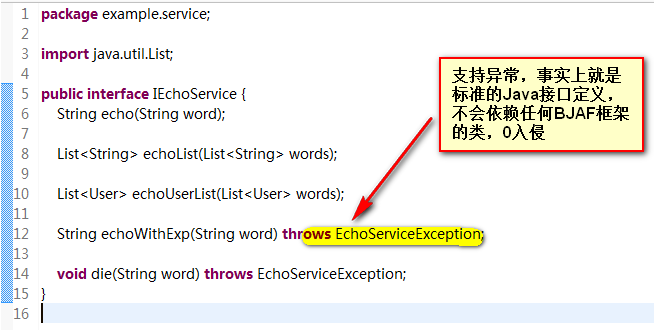 1 package example.service;
2
3 import java.util.List;
4
5 public interface IEchoService {
6 String echo(String word);
7
8 List<String> echoList(List<String> words);
9
10 List<User> echoUserList(List<User> words);
11
12 String echoWithExp(String word) throws EchoServiceException;
13
14 void die(String word) throws EchoServiceException;
15 }
16
支持异常，事实上就是
标准的Java接口定义，
不会依赖任何BJAF框架
的类，0入侵